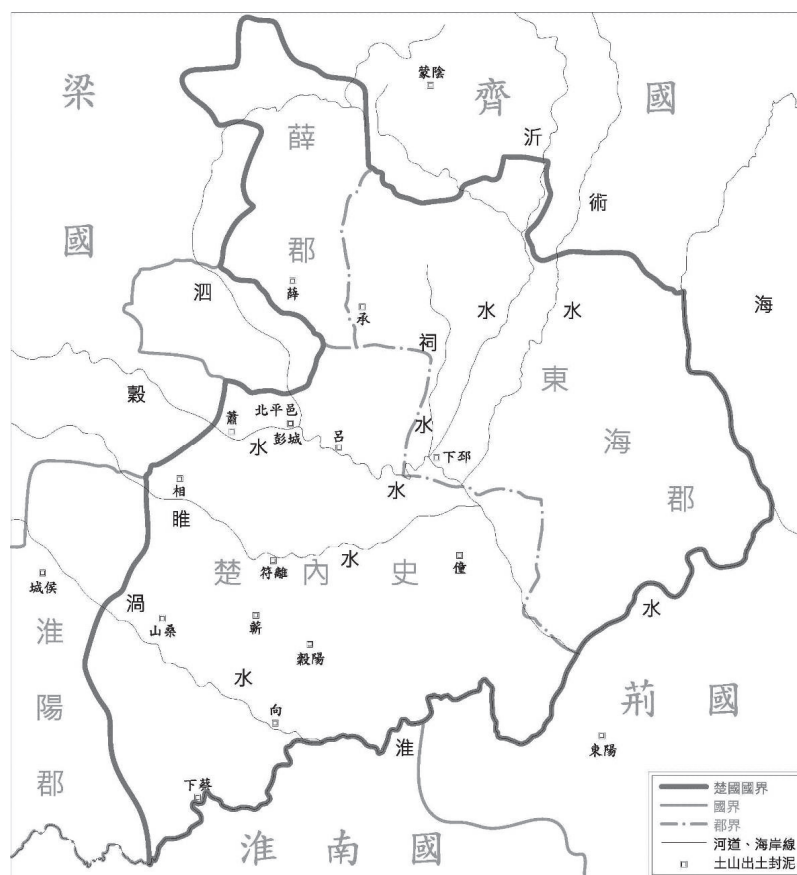 蒙陰
梁國
齊國
薛郡
沂水
術水
海
薛
承
泗水
祠水
東海郡
穀水
蕭
北平邑
彭城
呂
下邳
相
睢水
符離
楚內史
僮
城侯
淮陽郡
渦水
山桑
蘄
穀陽
向
荆國
東陽
淮水
下蔡
淮南國
楚國國界
國界
郡界
河道、海岸線
土山出土封泥